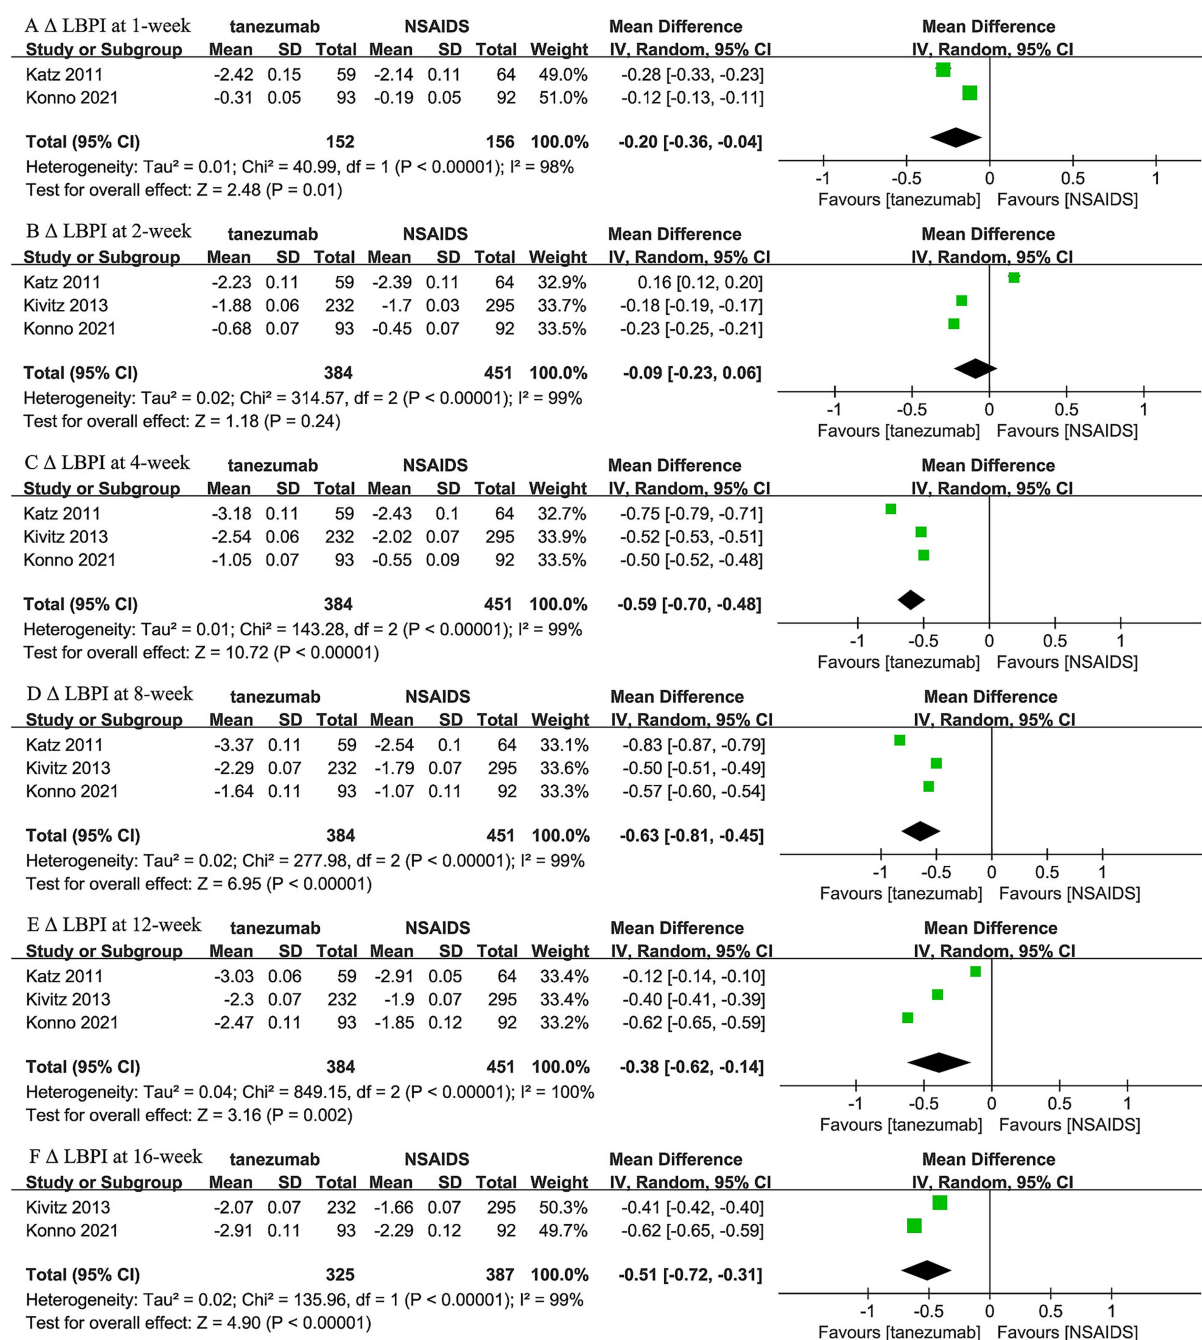 A Δ LBPI at 1-week tanezumab NSAIDS Mean Difference Mean Difference
Study or Subgroup Mean SD Total Mean SD Total Weight IV, Random, 95% CI IV, Random, 95% CI
Katz 2011 -2.42 0.15 59 -2.14 0.11 64 49.0% -0.28 [-0.33, -0.23]
Konno 2021 -0.31 0.05 93 -0.19 0.05 92 51.0% -0.12 [-0.13, -0.11]
Total (95% CI) 152 156 100.0% -0.20 [-0.36, -0.04]
Heterogeneity: Tau² = 0.01; Chi² = 40.99, df = 1 (P < 0.00001); I² = 98%
-1 -0.5 0 0.5 1
Test for overall effect: Z = 2.48 (P = 0.01)
Favours [tanezumab] Favours [NSAIDS]
B Δ LBPI at 2-week tanezumab NSAIDS Mean Difference Mean Difference
Study or Subgroup Mean SD Total Mean SD Total Weight IV, Random, 95% CI IV, Random, 95% CI
Katz 2011 -2.23 0.11 59 -2.39 0.11 64 32.9% 0.16 [0.12, 0.20]
Kivitz 2013 -1.88 0.06 232 -1.7 0.03 295 33.7% -0.18 [-0.19, -0.17]
Konno 2021 -0.68 0.07 93 -0.45 0.07 92 33.5% -0.23 [-0.25, -0.21]
Total (95% CI) 384 451 100.0% -0.09 [-0.23, 0.06]
Heterogeneity: Tau² = 0.02; Chi² = 314.57, df = 2 (P < 0.00001); I² = 99%
-1 -0.5 0 0.5 1
Test for overall effect: Z = 1.18 (P = 0.24)
Favours [tanezumab] Favours [NSAIDS]
C Δ LBPI at 4-week tanezumab NSAIDS Mean Difference Mean Difference
Study or Subgroup Mean SD Total Mean SD Total Weight IV, Random, 95% CI IV, Random, 95% CI
Katz 2011 -3.18 0.11 59 -2.43 0.1 64 32.7% -0.75 [-0.79, -0.71]
Kivitz 2013 -2.54 0.06 232 -2.02 0.07 295 33.9% -0.52 [-0.53, -0.51]
Konno 2021 -1.05 0.07 93 -0.55 0.09 92 33.5% -0.50 [-0.52, -0.48]
Total (95% CI) 384 451 100.0% -0.59 [-0.70, -0.48]
Heterogeneity: Tau² = 0.01; Chi² = 143.28, df = 2 (P < 0.00001); I² = 99%
-1 -0.5 0 0.5 1
Test for overall effect: Z = 10.72 (P < 0.00001)
Favours [tanezumab] Favours [NSAIDS]
D Δ LBPI at 8-week tanezumab NSAIDS Mean Difference Mean Difference
Study or Subgroup Mean SD Total Mean SD Total Weight IV, Random, 95% CI IV, Random, 95% CI
Katz 2011 -3.37 0.11 59 -2.54 0.1 64 33.1% -0.83 [-0.87, -0.79]
Kivitz 2013 -2.29 0.07 232 -1.79 0.07 295 33.6% -0.50 [-0.51, -0.49]
Konno 2021 -1.64 0.11 93 -1.07 0.11 92 33.3% -0.57 [-0.60, -0.54]
Total (95% CI) 384 451 100.0% -0.63 [-0.81, -0.45]
Heterogeneity: Tau² = 0.02; Chi² = 277.98, df = 2 (P < 0.00001); I² = 99%
-1 -0.5 0 0.5 1
Test for overall effect: Z = 6.95 (P < 0.00001)
Favours [tanezumab] Favours [NSAIDS]
E Δ LBPI at 12-week tanezumab NSAIDS Mean Difference Mean Difference
Study or Subgroup Mean SD Total Mean SD Total Weight IV, Random, 95% CI IV, Random, 95% CI
Katz 2011 -3.03 0.06 59 -2.91 0.05 64 33.4% -0.12 [-0.14, -0.10]
Kivitz 2013 -2.3 0.07 232 -1.9 0.07 295 33.4% -0.40 [-0.41, -0.39]
Konno 2021 -2.47 0.11 93 -1.85 0.12 92 33.2% -0.62 [-0.65, -0.59]
Total (95% CI) 384 451 100.0% -0.38 [-0.62, -0.14]
Heterogeneity: Tau² = 0.04; Chi² = 849.15, df = 2 (P < 0.00001); I² = 100%
-1 -0.5 0 0.5 1
Test for overall effect: Z = 3.16 (P = 0.002)
Favours [tanezumab] Favours [NSAIDS]
F Δ LBPI at 16-week tanezumab NSAIDS Mean Difference Mean Difference
Study or Subgroup Mean SD Total Mean SD Total Weight IV, Random, 95% CI IV, Random, 95% CI
Kivitz 2013 -2.07 0.07 232 -1.66 0.07 295 50.3% -0.41 [-0.42, -0.40]
Konno 2021 -2.91 0.11 93 -2.29 0.12 92 49.7% -0.62 [-0.65, -0.59]
Total (95% CI) 325 387 100.0% -0.51 [-0.72, -0.31]
Heterogeneity: Tau² = 0.02; Chi² = 135.96, df = 1 (P < 0.00001); I² = 99%
-1 -0.5 0 0.5 1
Test for overall effect: Z = 4.90 (P < 0.00001)
Favours [tanezumab] Favours [NSAIDS]